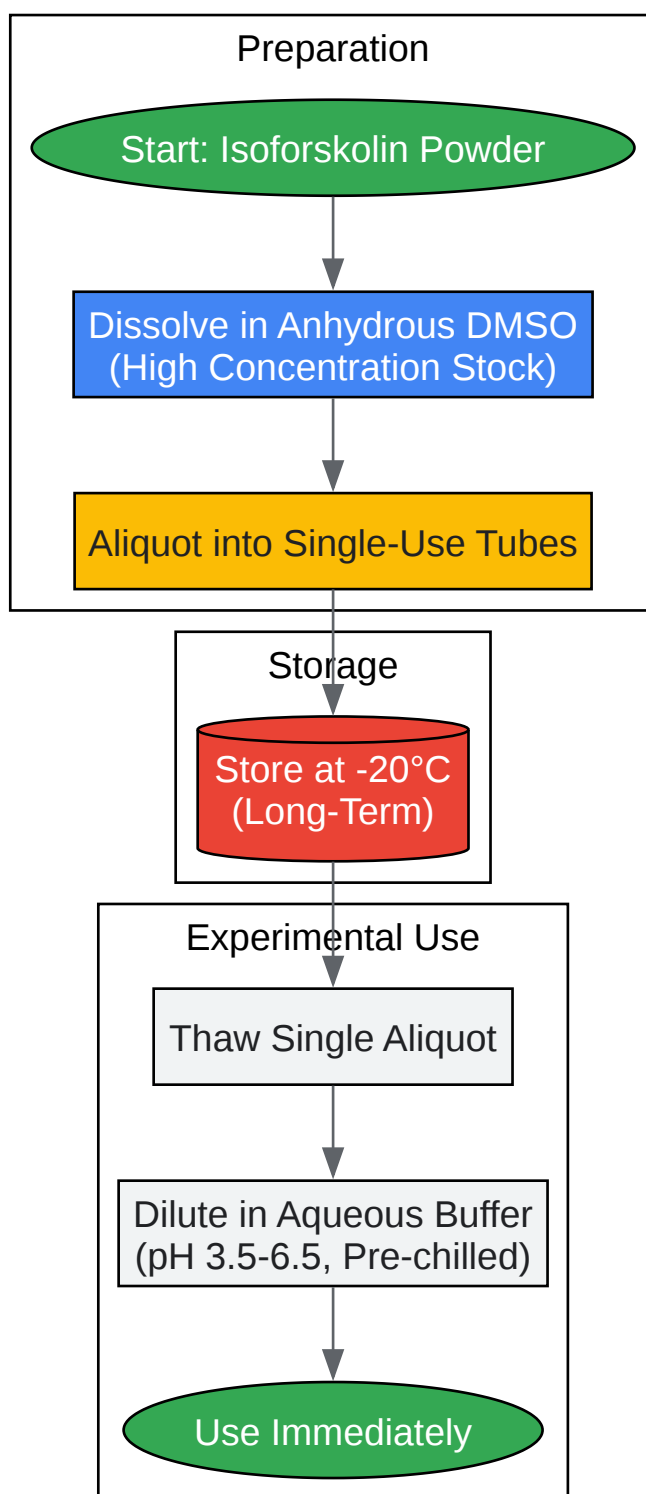 Preparation
Start: Isoforskolin Powder
Dissolve in Anhydrous DMSO
(High Concentration Stock)
Aliquot into Single-Use Tubes
Storage
Store at -20°C
(Long-Term)
Experimental Use
Thaw Single Aliquot
Dilute in Aqueous Buffer
(pH 3.5-6.5, Pre-chilled)
Use Immediately